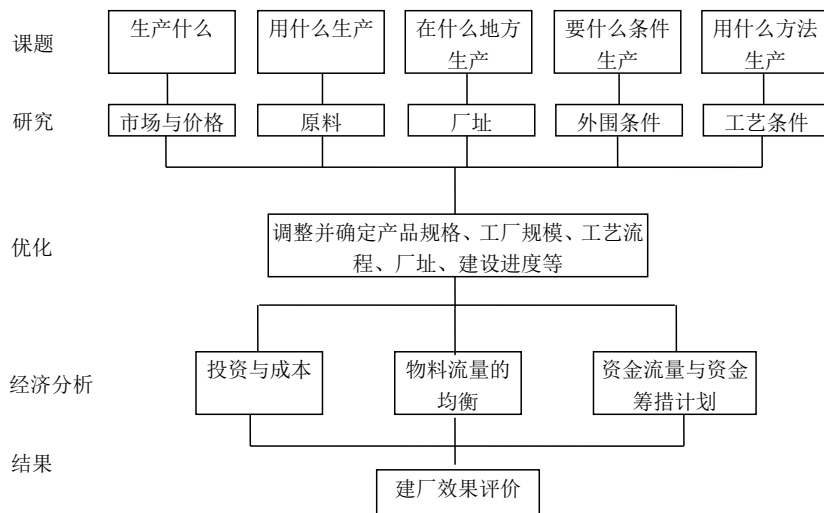 课题
生产什么
用什么生产
在什么地方
生产
要什么条件
生产
用什么方法
生产
研究
市场与价格
原料
厂址
外围条件
工艺条件
优化
调整并确定产品规格、工厂规模、工艺流
程、厂址、建设进度等
经济分析
投资与成本
物料流量的
均衡
资金流量与资金
筹措计划
结果
建厂效果评价